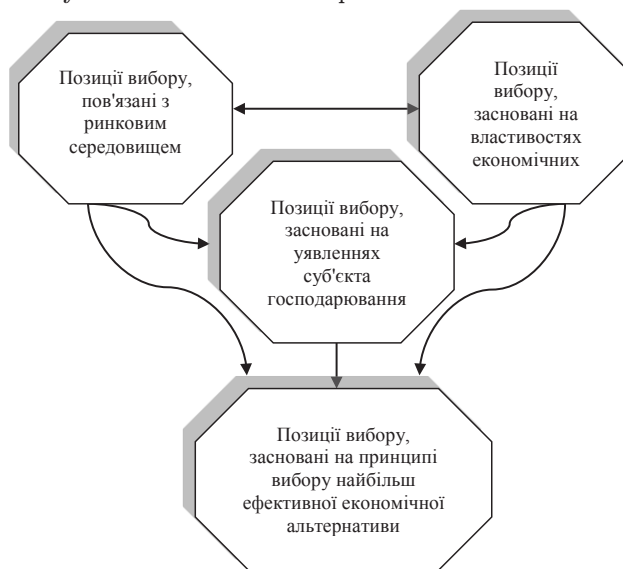 Позиції вибору,
пов'язані з
ринковим
середовищем
Позиції
вибору,
засновані на
властивостях
економічних
Позиції вибору,
засновані на
уявленнях
суб'єкта
господарювання
Позиції вибору,
засновані на принципі
вибору найбільш
ефективної економічної
альтернативи